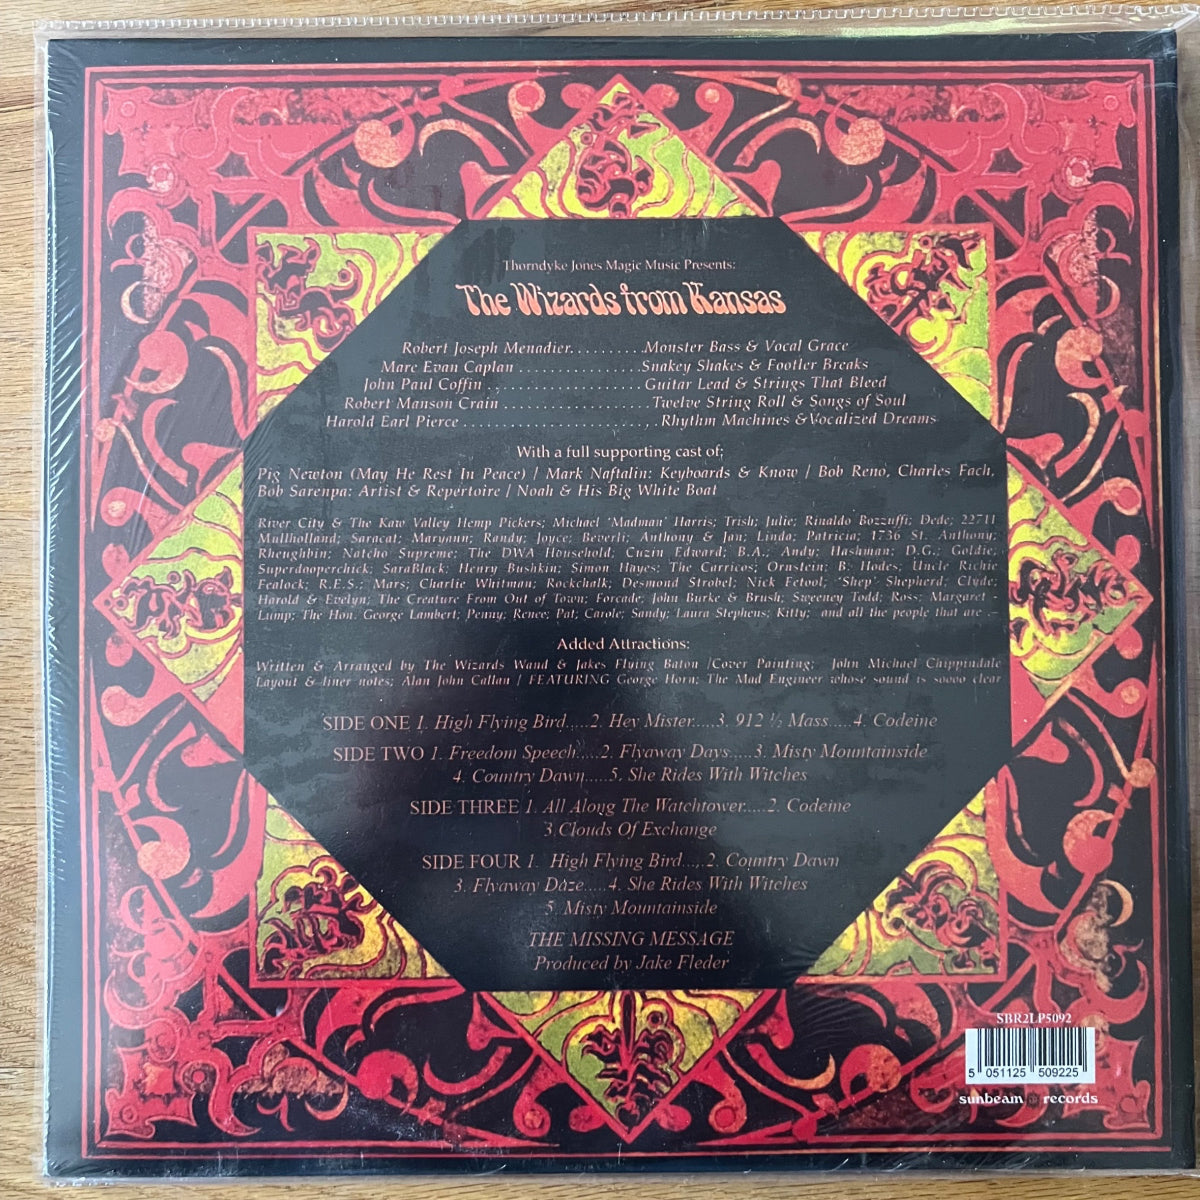 Thorndyke Jones Magic Music Presents:
The Wizards from Kansas
Robert Joseph Menadier..........Monster Bass & Vocal Grace
Marc Evan Caplan ................Snakey Shakes & Footler Breaks
John Paul Coffin ....................Guitar Lead & Strings That Bleed
Robert Manson Crain ...................Twelve String Roll & Songs of Soul
Harold Earl Pierce .........................Rhythm Machines &Vocalized Dreams
With a full supporting cast of;
Pig Newton (May He Rest In Peace) / Mark Naftalin: Keyboards & Know / Bob Reno, Charles Fach,
Bob Sarenpa: Artist & Repertoire / Noah & His Big White Boat
River City & The Kaw Valley Hemp Pickers; Michael 'Madman' Harris; Trish; Julie; Rinaldo Bozzuffi; Dede; 22711
Mullholland; Saracat; Maryann; Randy; Joyce; Beverli; Anthony & Jan; Linda; Patricia; 1736 St. Anthony;
Rheughbin; Natcho Supreme; The DWA Household; Cuzin Edward; B.A.; Andy; Hashman; D.G.; Goldie;
Superdooperchick; SaraBlack; Henry Bushkin; Simon Hayes; The Carricos; Ornstein; B. Hodes, Uncle Richie
Fealock; R.E.S.; Mars; Charlie Whitman; Rockchalk; Desmond Strobel; Nick Fetool; 'Shep' Shepherd; Clyde;
Harold & Evelyn; The Creature From Out of Town; Forcade; John Burke & Brush; Sweeney Todd; Ross; Margaret -
Lump; The Hon. George Lambert; Penny; Renee; Pat; Carole; Sandy; Laura Stephens; Kitty; and all the people that are .-
Added Attractions:
Written & Arranged by The Wizards Wand & Jakes Flying Baton /Cover Painting; John Michael Chippindale
Layout & liner notes; Alan John Callan / FEATURING George Horn; The Mad Engineer whose sound is soooo clear
SIDE ONE 1. High Flying Bird.....2. Hey Mister.....3. 912 ½ Mass.....4. Codeine
SIDE TWO 1. Freedom Speech.....2. Flyaway Days.....3. Misty Mountainside
4. Country Dawn.....5. She Rides With Witches
SIDE THREE 1. All Along The Watchtower.....2. Codeine
3.Clouds Of Exchange
SIDE FOUR 1. High Flying Bird.....2. Country Dawn
3. Flyaway Daze.....4. She Rides With Witches
5. Misty Mountainside
THE MISSING MESSAGE
Produced by Jake Fleder
SBR2LP5092
5 051125 509225
sunbeam records